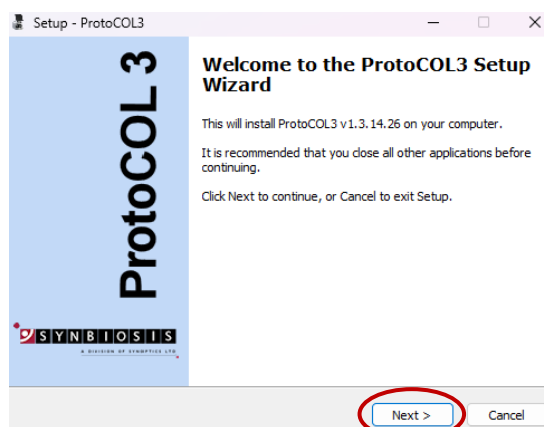 Setup - ProtoCOL3
ProtoCOL 3
Welcome to the ProtoCOL3 Setup
Wizard
This will install ProtoCOL3 v1.3.14.26 on your computer.
It is recommended that you close all other applications before
continuing.
Click Next to continue, or Cancel to exit Setup.
SYNBIOSIS
A DIVISION OF SYNOPTICS LTD
Next >
Cancel